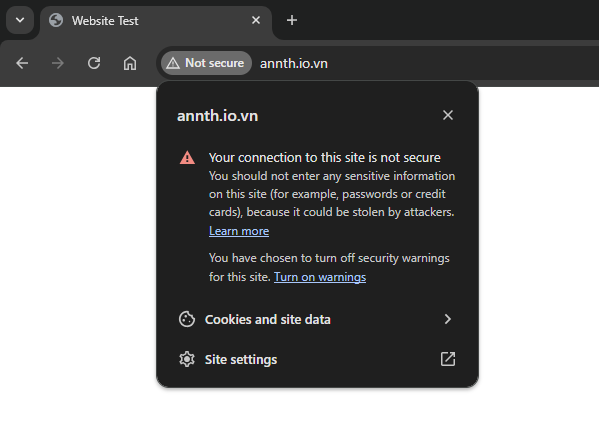 Website Test
Not secure annth.io.vn
annth.io.vn
Your connection to this site is not secure
You should not enter any sensitive information
on this site (for example, passwords or credit
cards), because it could be stolen by attackers.
Learn more
You have chosen to turn off security warnings
for this site. Turn on warnings
Cookies and site data
Site settings